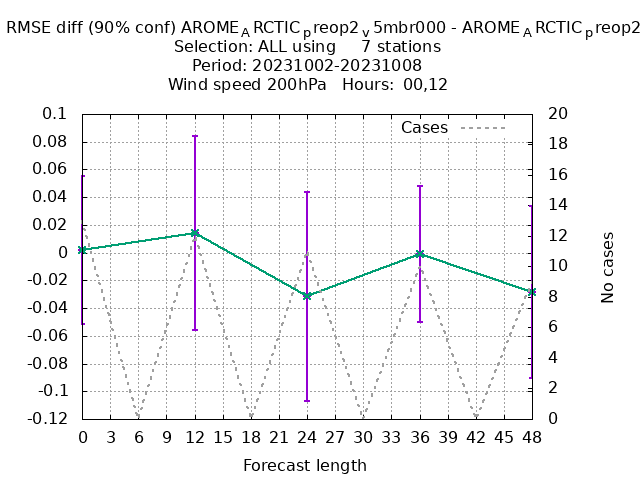 RMSE diff (90% conf) AROME_ARCTIC_preop2_v5mbr000 - AROME_ARCTIC_preop2
Selection: ALL using 7 stations
Period: 20231002-20231008
Wind speed 200hPa Hours: 00,12
Cases
0.1
0.08
0.06
0.04
0.02
0
-0.02
-0.04
-0.06
-0.08
-0.1
-0.12
20
18
16
14
12
10
8
6
4
2
0
No cases
0 3 6 9 12 15 18 21 24 27 30 33 36 39 42 45 48
Forecast length